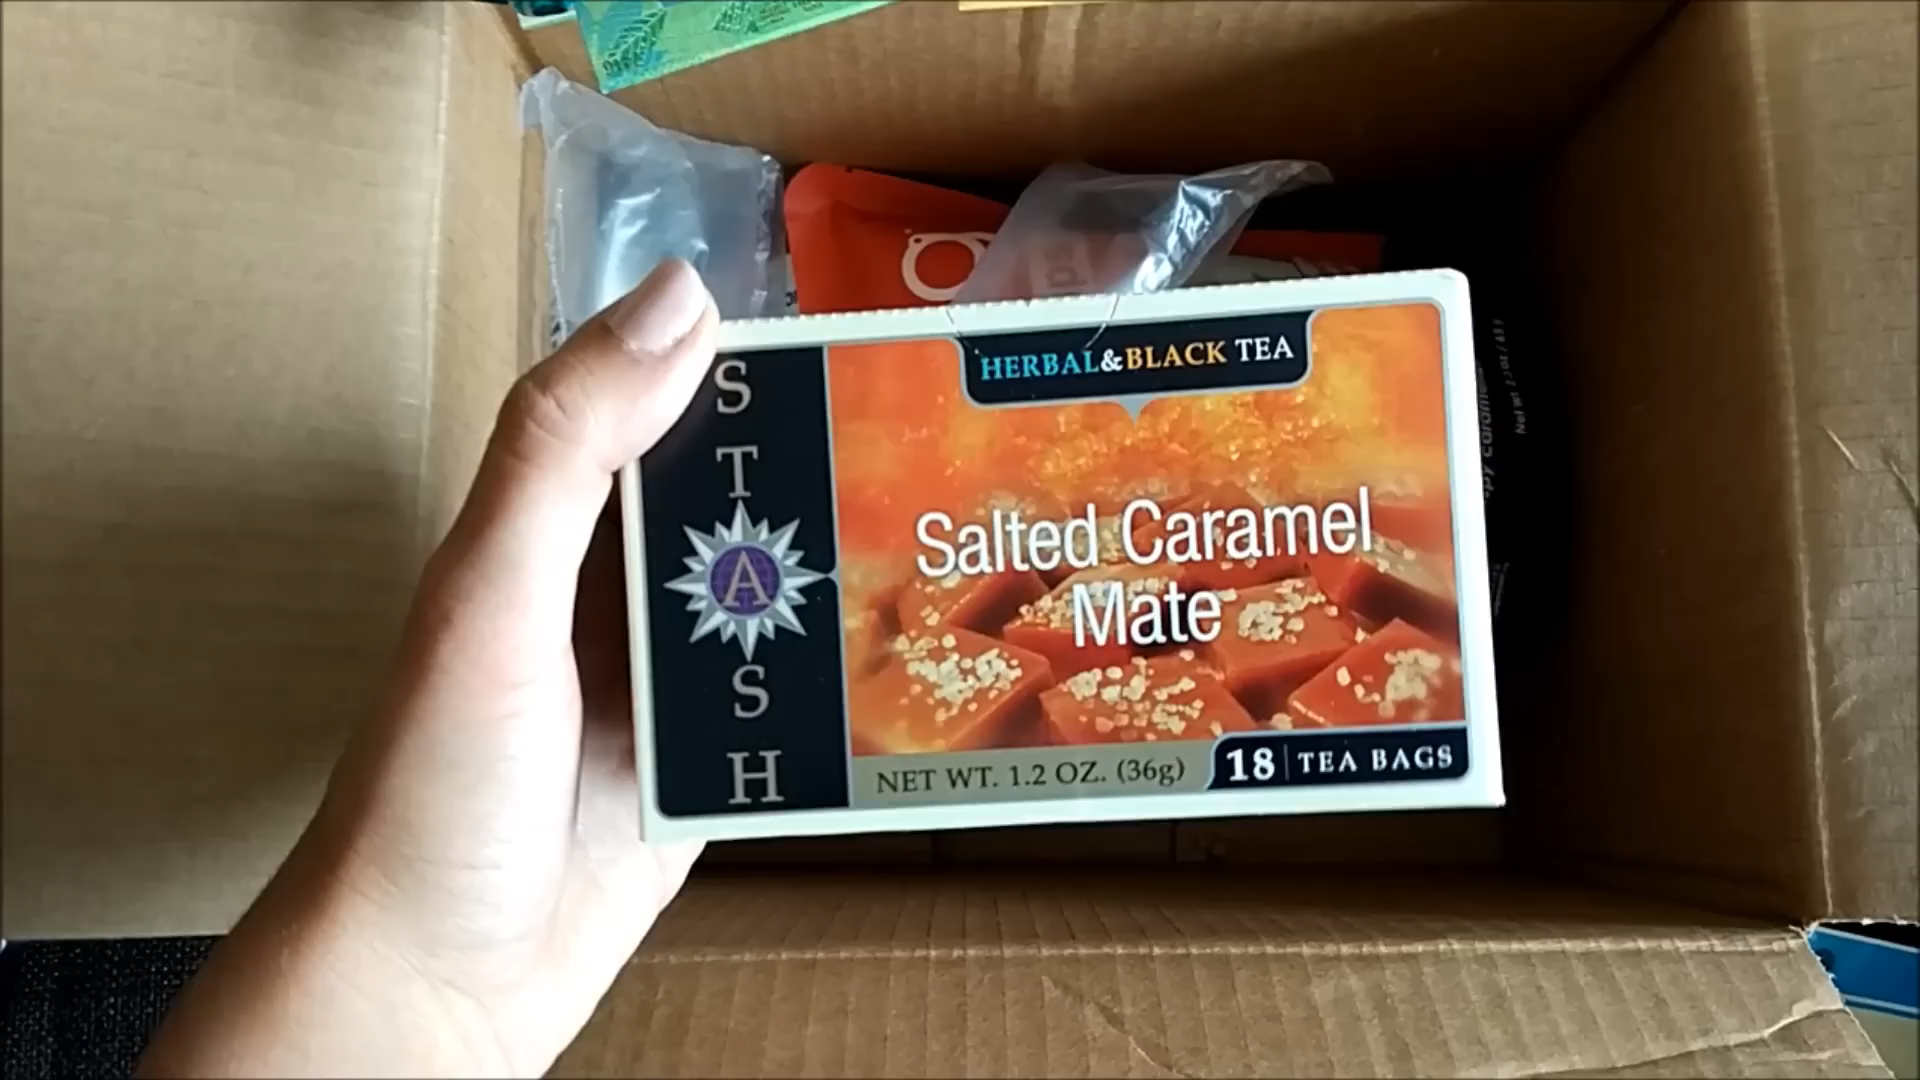 HERBAL&BLACK TEA
STASH
Salted Caramel
Mate
NET WT. 1.2 OZ. (36g)
18 TEA BAGS